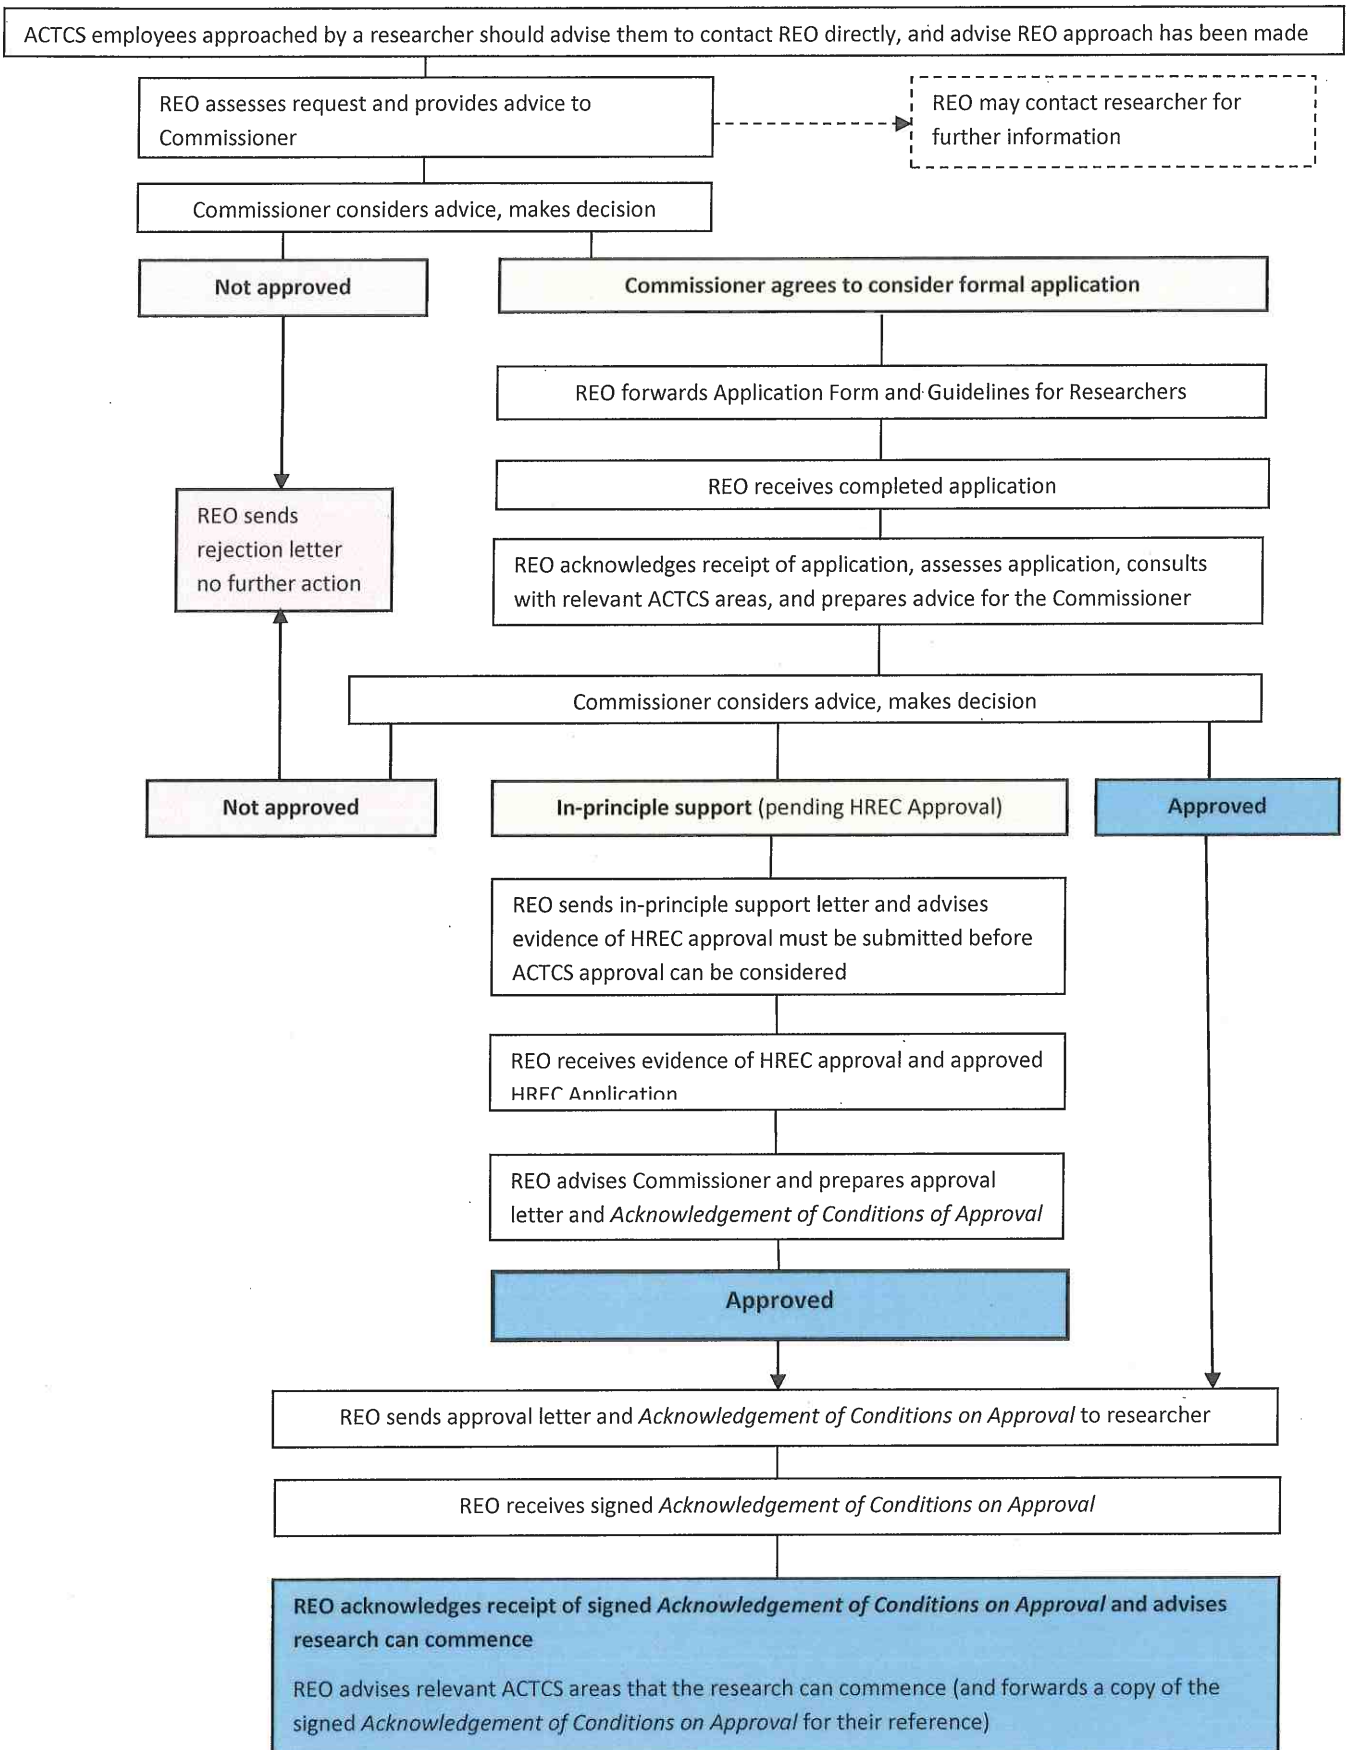 ACTCS employees approached by a researcher should advise them to contact REO directly, and advise REO approach has been made
REO assesses request and provides advice to
Commissioner
REO may contact researcher for
further information
Commissioner considers advice, makes decision
Not approved
Commissioner agrees to consider formal application
REO forwards Application Form and Guidelines for Researchers
REO receives completed application
REO sends
rejection letter
no further action
REO acknowledges receipt of application, assesses application, consults
with relevant ACTCS areas, and prepares advice for the Commissioner
Commissioner considers advice, makes decision
Not approved
In-principle support (pending HREC Approval)
Approved
REO sends in-principle support letter and advises
evidence of HREC approval must be submitted before
ACTCS approval can be considered
REO receives evidence of HREC approval and approved
HREC Application
REO advises Commissioner and prepares approval
letter and Acknowledgement of Conditions of Approval
Approved
REO sends approval letter and Acknowledgement of Conditions on Approval to researcher
REO receives signed Acknowledgement of Conditions on Approval
REO acknowledges receipt of signed Acknowledgement of Conditions on Approval and advises
research can commence
REO advises relevant ACTCS areas that the research can commence (and forwards a copy of the
signed Acknowledgement of Conditions on Approval for their reference)